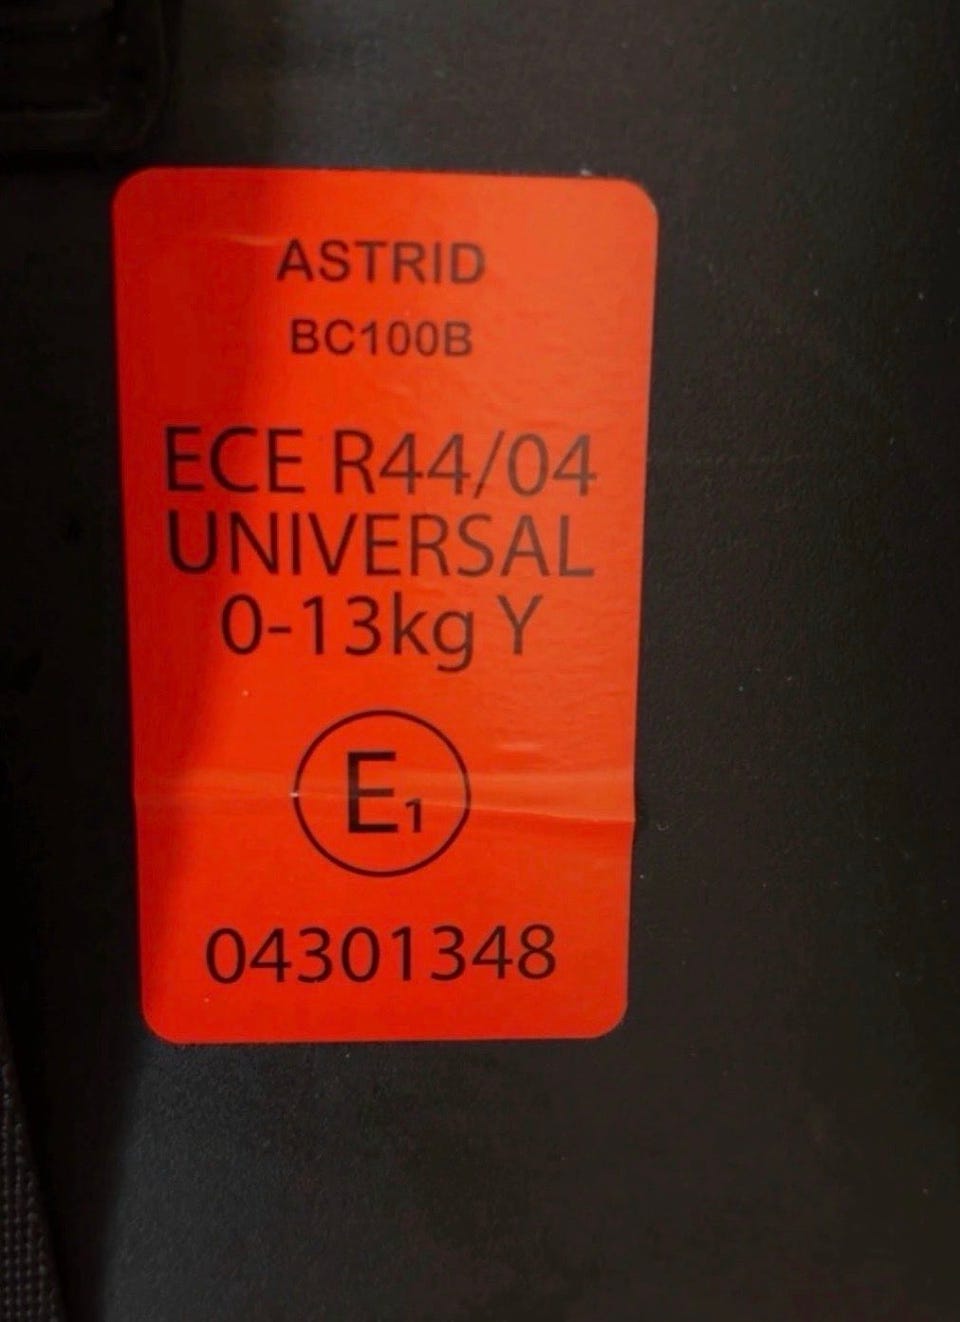 ASTRID
BC100B
ECE R44/04
UNIVERSAL
0-13kg Y
E1
04301348